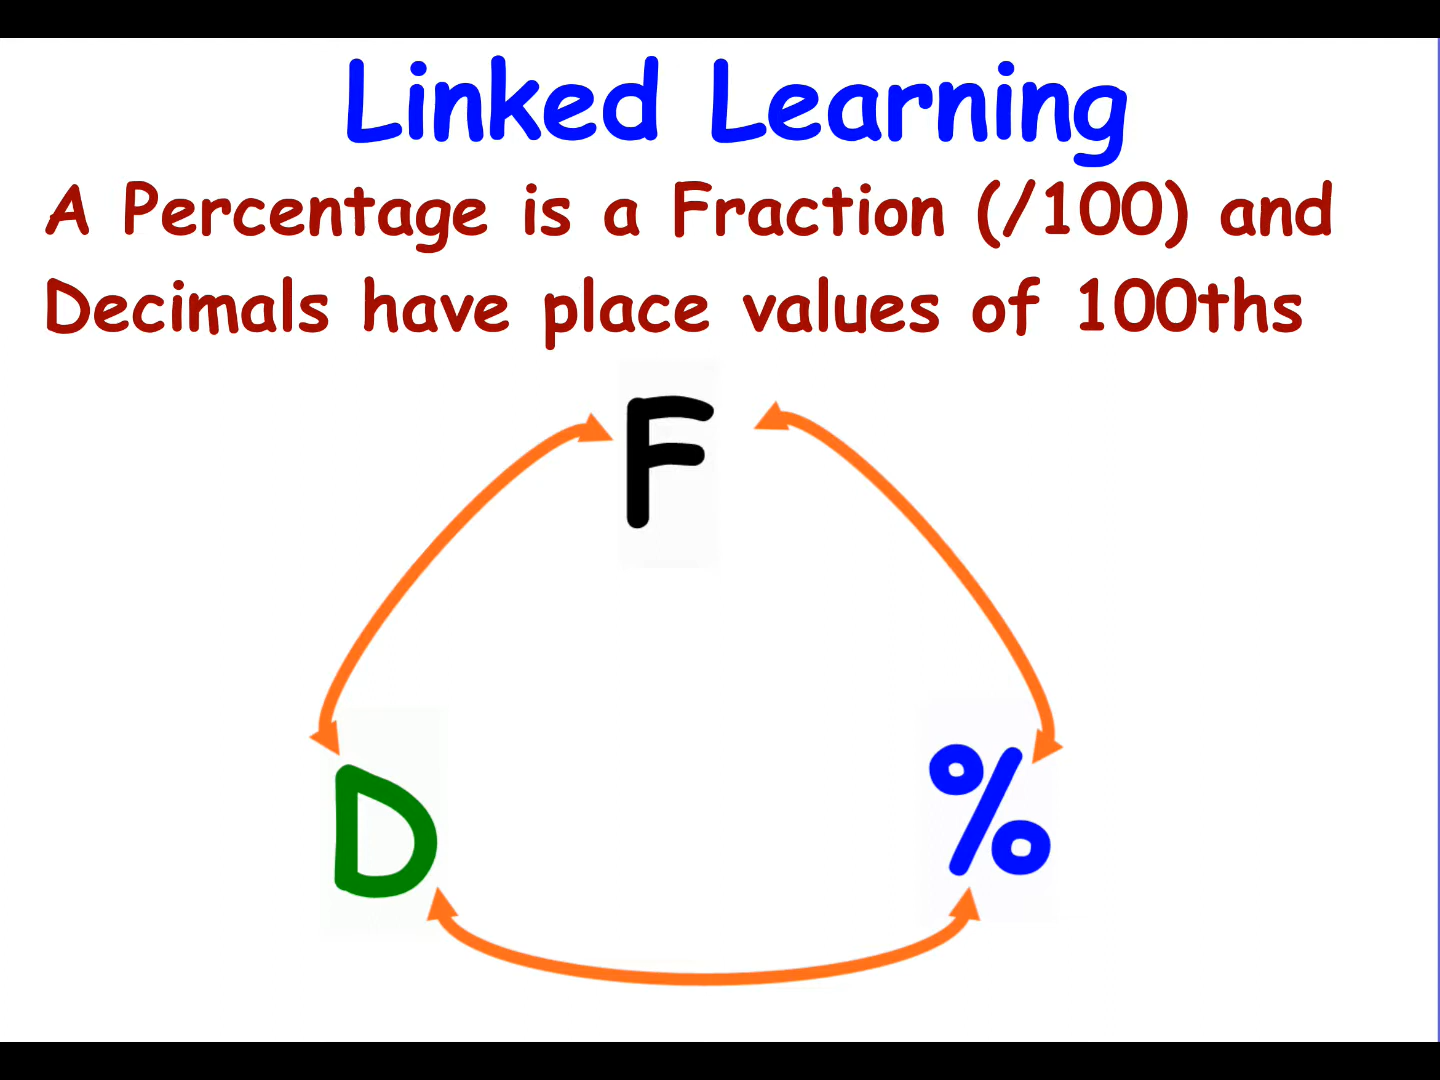 Linked Learning
A Percentage is a Fraction (/100) and
Decimals have place values of 100ths
F
D
%